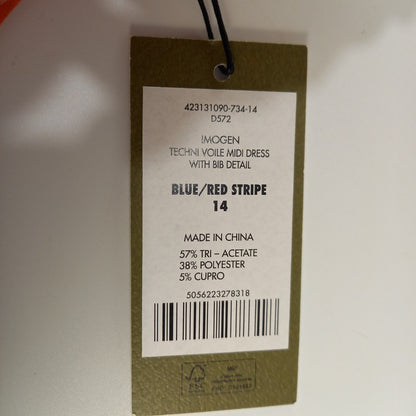 423131090-734-14
D572
IMOGEN
TECHNI VOILE MIDI DRESS
WITH BIB DETAIL
BLUE/RED STRIPE
14
MADE IN CHINA
57% TRI – ACETATE
38% POLYESTER
5% CUPRO
5056223278318
FSC